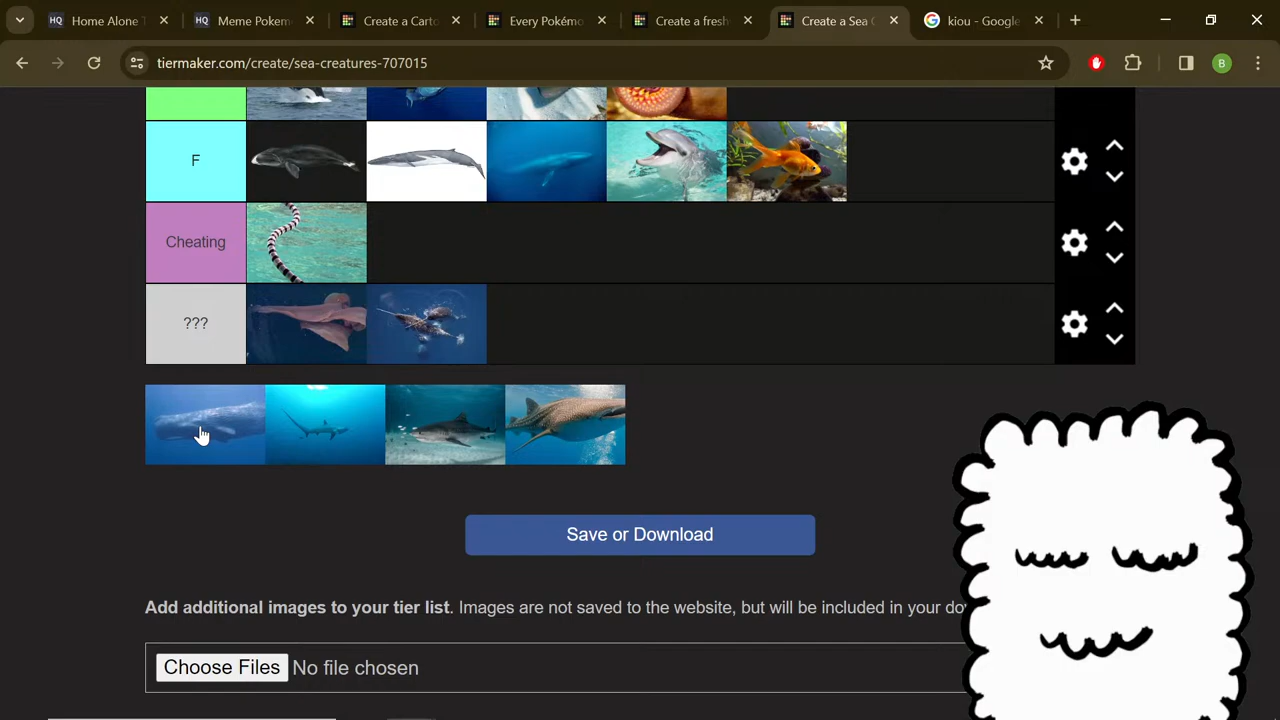 Home Alone T
Meme Pokem
Create a Carto
Every Pokémo
Create a fresh
Create a Sea C
kiou - Google
tiermaker.com/create/sea-creatures-707015
B
F
Cheating
???
Save or Download
Add additional images to your tier list. Images are not saved to the website, but will be included in your do
Choose Files No file chosen